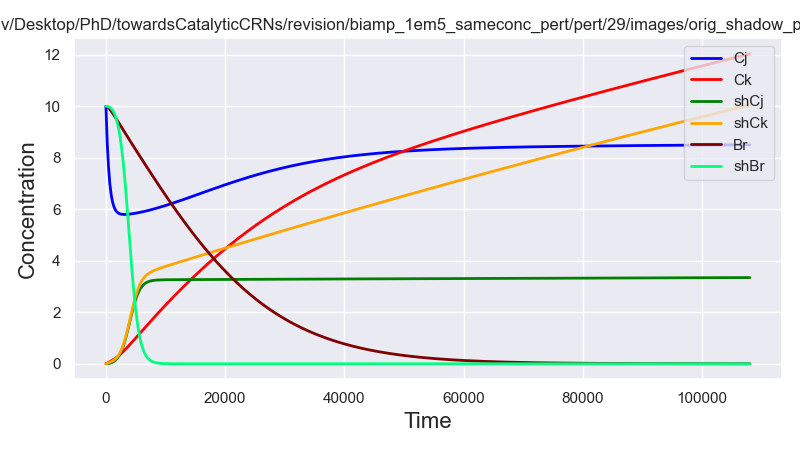 v/Desktop/PhD/towardsCatalyticCRNs/revision/biamp_1em5_sameconc_pert/pert/29/images/orig_shadow_p
12
10
8
6
4
2
0
Concentration
Cj
Ck
shCj
shCk
Br
shBr
0 20000 40000 60000 80000 100000
Time